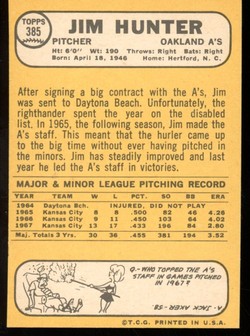 TOPPS
385
JIM HUNTER
PITCHER OAKLAND A'S
Ht: 6'0" Wt: 190 Throws: Right Bats: Right
Born: April 18, 1946 Home: Hertford, N. C.
After signing a big contract with the A's, Jim
was sent to Daytona Beach. Unfortunately, the
righthander spent the year on the disabled
list. In 1965, the following season, Jim made the
A's staff. This meant that the hurler came up
to the big time without ever having pitched in
the minors. Jim has steadily improved and last
year he led the A's staff in victories.
MAJOR & MINOR LEAGUE PITCHING RECORD
YEAR TEAM W. L. PCT. SO. BB ERA
1964 Daytona Bch. INJURED, DID NOT PLAY
1965 Kansas City 8 8 .500 82 46 4.26
1966 Kansas City 9 11 .450 103 64 4.02
1967 Kansas City 13 17 .433 196 84 2.80
Maj. Totals 3 Yrs. 30 36 .455 381 194
Q—WHO TOPPED THE A'S
STAFF IN GAMES PITCHED
IN 1967?
A—JACK AKER—
© T.C.G. PRINTED IN U.S.A.